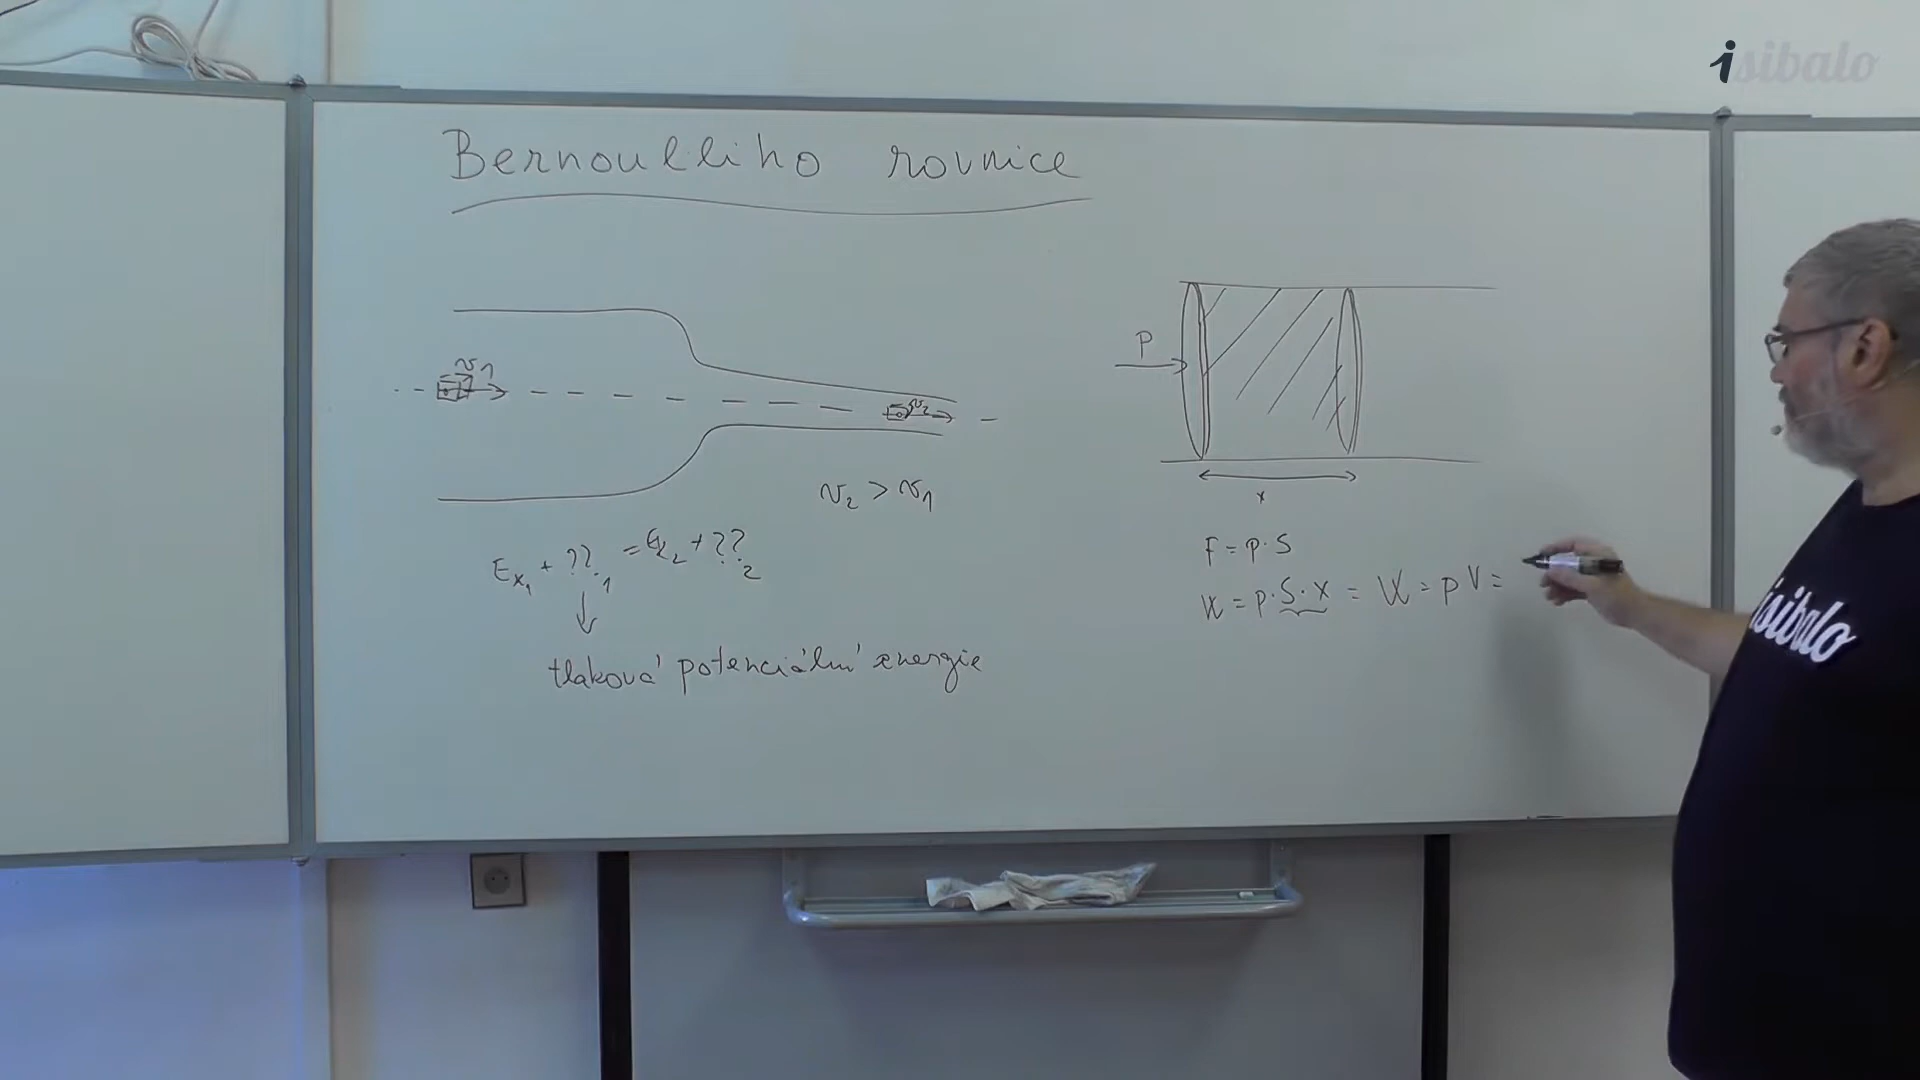 isibalo
Bernoulliho rovnice
v₁
v₂
v₂ > v₁
Eₖ₁ + ??₁ = Eₖ₂ + ??₂
tlaková potenciální energie
p
x
F = p · S
W = p · S · x = W = p V =
isibalo